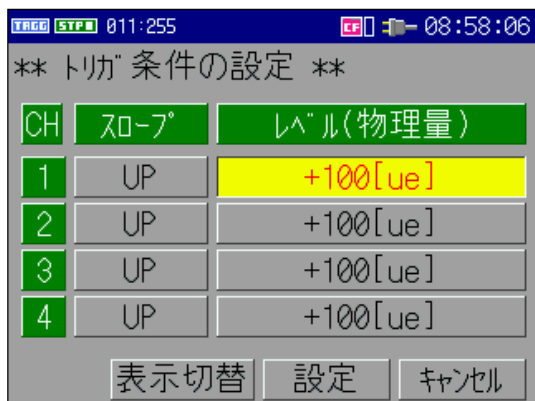 TRGG STP■ 011:255 CF 08:58:06
** ﾄﾘｶﾞ条件の設定 **
CH ｽﾛｰﾌﾟ ﾚﾍﾞﾙ(物理量)
1 UP +100[ue]
2 UP +100[ue]
3 UP +100[ue]
4 UP +100[ue]
表示切替 設定 ｷｬﾝｾﾙ